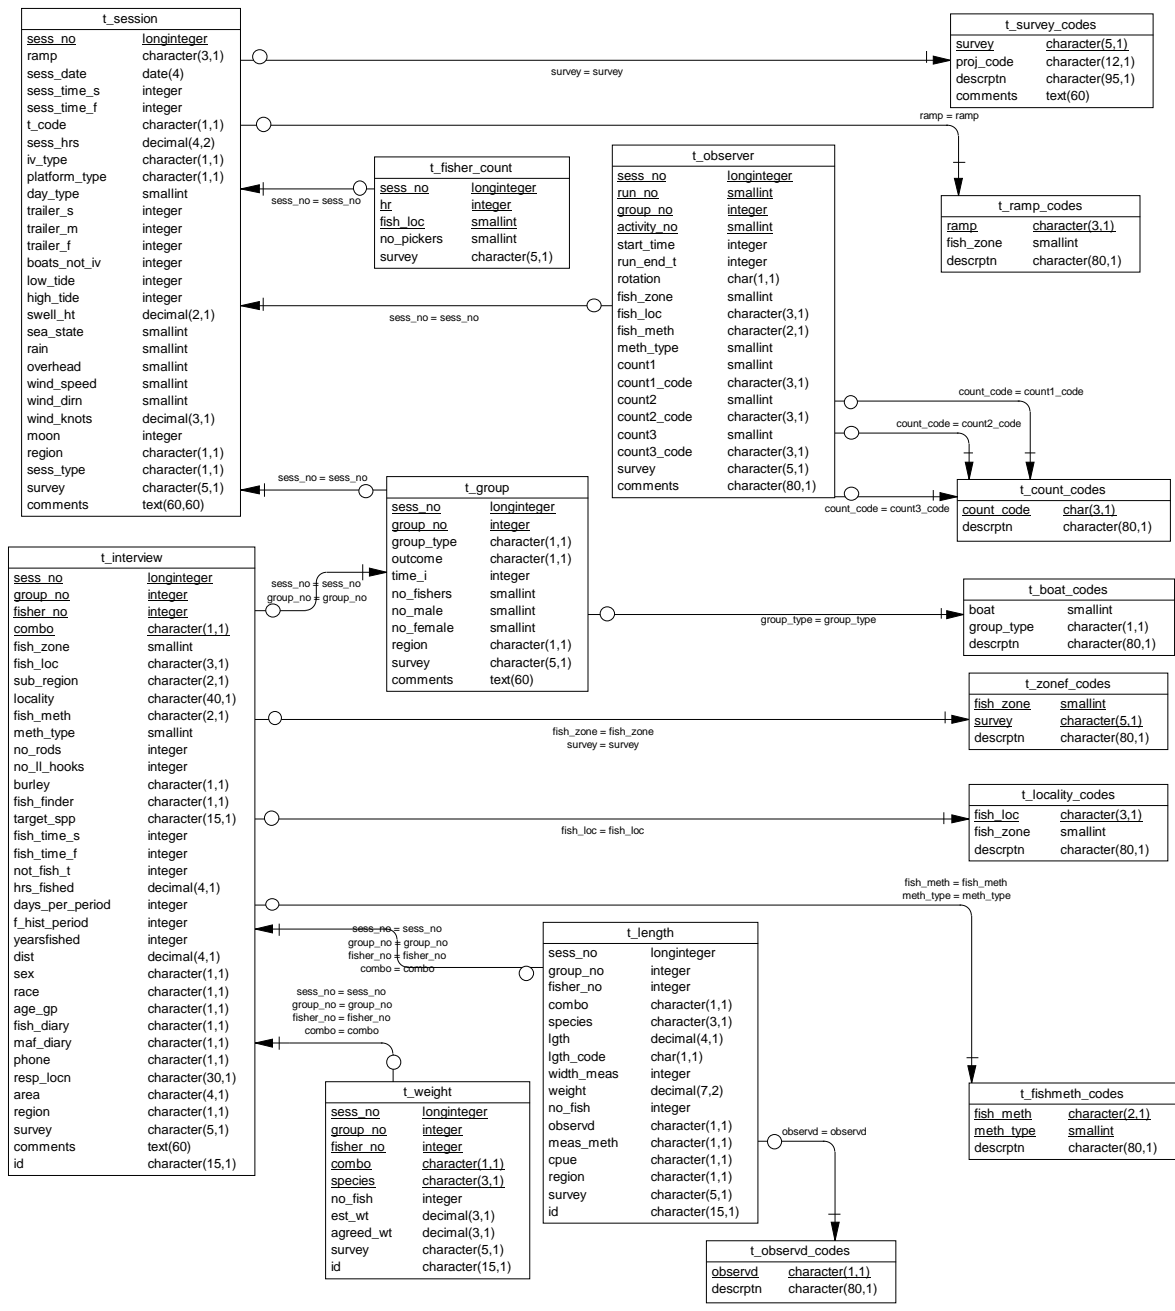 t_session
sess_no longinteger
ramp character(3,1)
sess_date date(4)
sess_time_s integer
sess_time_f integer
t_code character(1,1)
sess_hrs decimal(4,2)
iv_type character(1,1)
platform_type character(1,1)
day_type smallint
trailer_s integer
trailer_m integer
trailer_f integer
boats_not_iv integer
low_tide integer
high_tide integer
swell_ht decimal(2,1)
sea_state smallint
rain smallint
overhead smallint
wind_speed smallint
wind_dirn smallint
wind_knots decimal(3,1)
moon integer
region character(1,1)
sess_type character(1,1)
survey character(5,1)
comments text(60,60)
survey = survey
t_survey_codes
survey character(5,1)
proj_code character(12,1)
descrptn character(95,1)
comments text(60)
ramp = ramp
t_ramp_codes
ramp character(3,1)
fish_zone smallint
descrptn character(80,1)
t_fisher_count
sess_no longinteger
hr integer
fish_loc smallint
no_pickers smallint
survey character(5,1)
sess_no = sess_no
t_observer
sess_no longinteger
run_no smallint
group_no integer
activity_no smallint
start_time integer
run_end_t integer
rotation char(1,1)
fish_zone smallint
fish_loc character(3,1)
fish_meth character(2,1)
meth_type smallint
count1 smallint
count1_code character(3,1)
count2 smallint
count2_code character(3,1)
count3 smallint
count3_code character(3,1)
survey character(5,1)
comments character(80,1)
sess_no = sess_no
count_code = count1_code
count_code = count2_code
count_code = count3_code
t_count_codes
count_code char(3,1)
descrptn character(80,1)
sess_no = sess_no
t_group
sess_no longinteger
group_no integer
group_type character(1,1)
outcome character(1,1)
time_i integer
no_fishers smallint
no_male smallint
no_female smallint
region character(1,1)
survey character(5,1)
comments text(60)
sess_no = sess_no
group_no = group_no
group_type = group_type
t_boat_codes
boat smallint
group_type character(1,1)
descrptn character(80,1)
t_interview
sess_no longinteger
group_no integer
fisher_no integer
combo character(1,1)
fish_zone smallint
fish_loc character(3,1)
sub_region character(2,1)
locality character(40,1)
fish_meth character(2,1)
meth_type smallint
no_rods integer
no_ll_hooks integer
burley character(1,1)
fish_finder character(1,1)
target_spp character(15,1)
fish_time_s integer
fish_time_f integer
not_fish_t integer
hrs_fished decimal(4,1)
days_per_period integer
f_hist_period integer
yearsfished integer
dist decimal(4,1)
sex character(1,1)
race character(1,1)
age_gp character(1,1)
fish_diary character(1,1)
maf_diary character(1,1)
phone character(1,1)
resp_locn character(30,1)
area character(4,1)
region character(1,1)
survey character(5,1)
comments text(60)
id character(15,1)
fish_zone = fish_zone
survey = survey
t_zonef_codes
fish_zone smallint
survey character(5,1)
descrptn character(80,1)
fish_loc = fish_loc
t_locality_codes
fish_loc character(3,1)
fish_zone smallint
descrptn character(80,1)
fish_meth = fish_meth
meth_type = meth_type
t_fishmeth_codes
fish_meth character(2,1)
meth_type smallint
descrptn character(80,1)
sess_no = sess_no
group_no = group_no
fisher_no = fisher_no
combo = combo
t_length
sess_no longinteger
group_no integer
fisher_no integer
combo character(1,1)
species character(3,1)
lgth decimal(4,1)
lgth_code char(1,1)
width_meas integer
weight decimal(7,2)
no_fish integer
observd character(1,1)
meas_meth character(1,1)
cpue character(1,1)
region character(1,1)
survey character(5,1)
id character(15,1)
sess_no = sess_no
group_no = group_no
fisher_no = fisher_no
combo = combo
t_weight
sess_no longinteger
group_no integer
fisher_no integer
combo character(1,1)
species character(3,1)
no_fish integer
est_wt decimal(3,1)
agreed_wt decimal(3,1)
survey character(5,1)
id character(15,1)
observd = observd
t_observd_codes
observd character(1,1)
descrptn character(80,1)